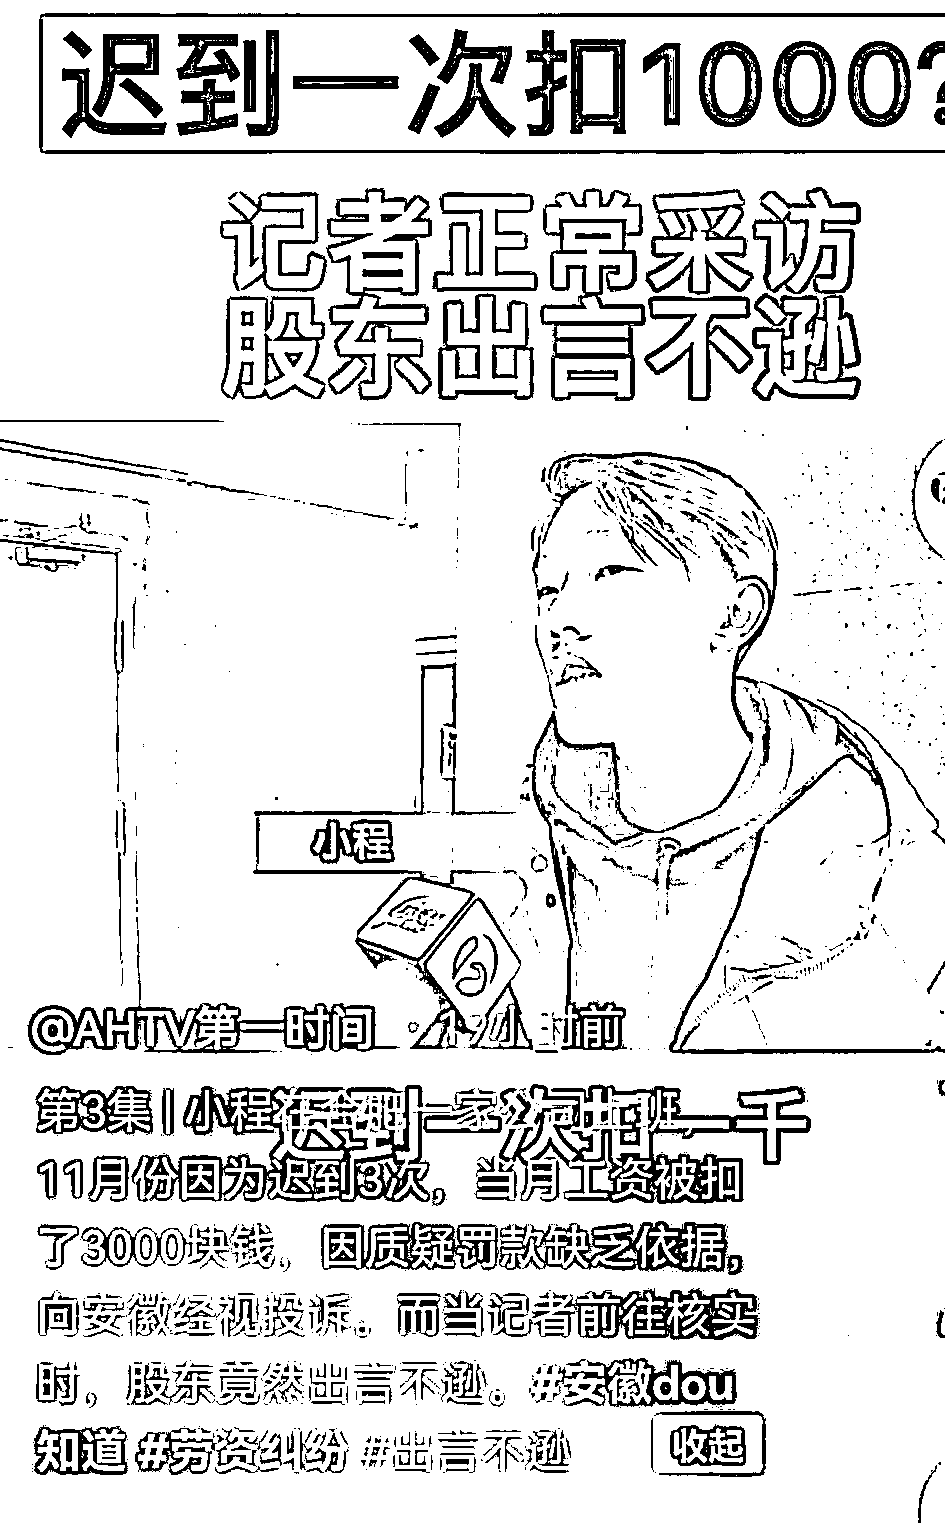 迟到一次扣1000?
记者正常采访
股东出言不逊
小程
@AHTV第一时间 · 19小时前
第3集 | 小程在合肥一家公司上班,
迟到一次扣一千
11月份因为迟到3次，当月工资被扣
了3000块钱，因质疑罚款缺乏依据，
向安徽经视投诉。而当记者前往核实
时，股东竟然出言不逊。#安徽dou
知道 #劳资纠纷 #出言不逊
收起